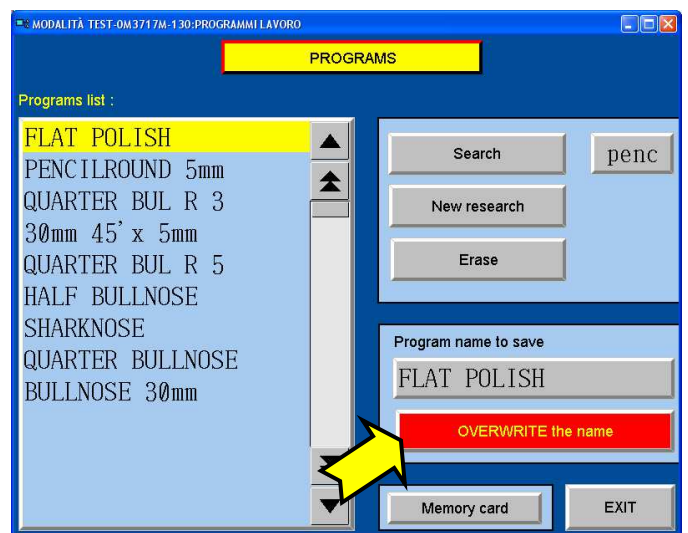 MODALITÀ TEST-0M3717M-130:PROGRAMMI LAVORO
PROGRAMS
Programs list :
FLAT POLISH
PENCILROUND 5mm
QUARTER BUL R 3
30mm 45'x 5mm
QUARTER BUL R 5
HALF BULLNOSE
SHARKNOSE
QUARTER BULLNOSE
BULLNOSE 30mm
Search
penc
New research
Erase
Program name to save
FLAT POLISH
OVERWRITE the name
Memory card
EXIT